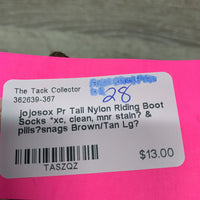 The Tack Collector
362639-367
28
jojosox Pr Tall Nylon Riding Boot
Socks *xc, clean, mnr stain? &
pills?snags Brown/Tan Lg?
TASZQZ
$13.00